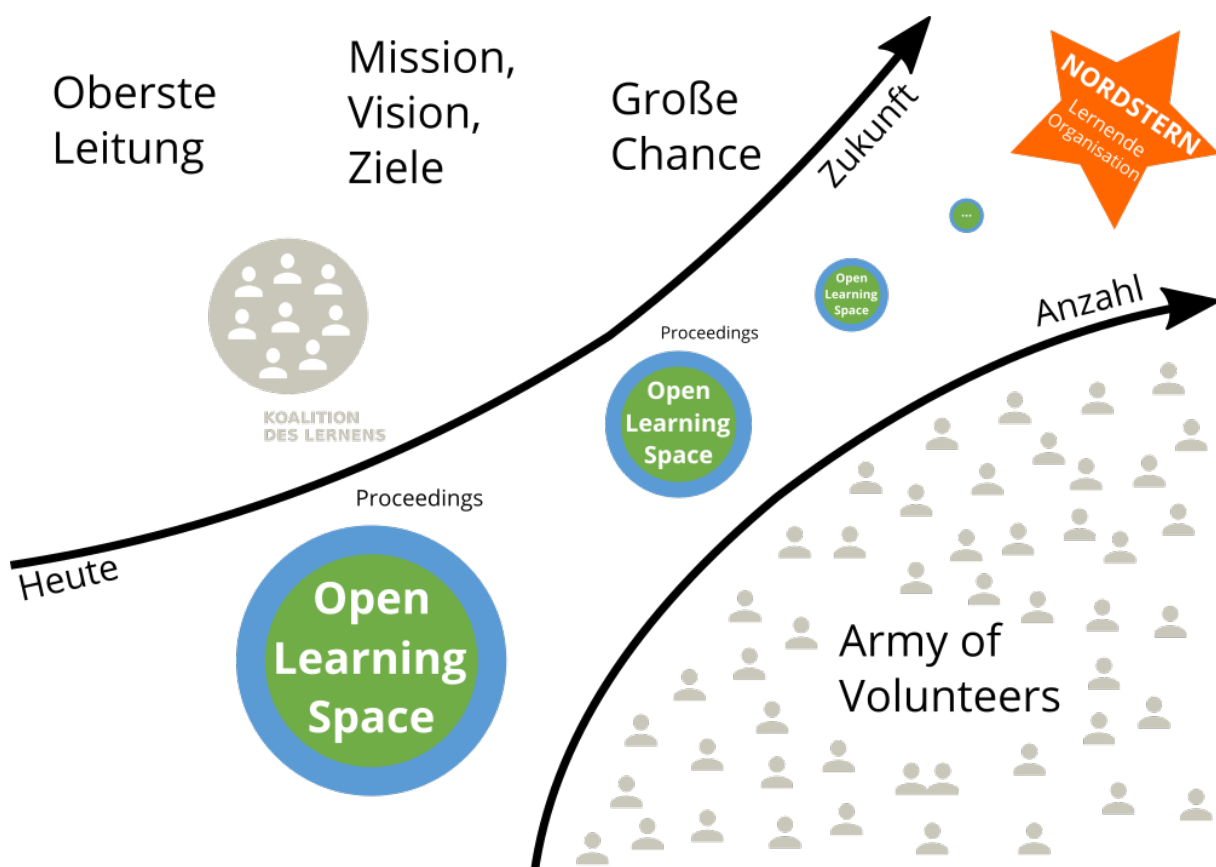 Oberste
Leitung
Mission,
Vision,
Ziele
Große
Chance
Zukunft
NORDSTERN
Lernende
Organisation
...
Open
Learning
Space
Anzahl
Proceedings
Open
Learning
Space
KOALITION
DES LERNENS
Proceedings
Heute
Open
Learning
Space
Army of
Volunteers